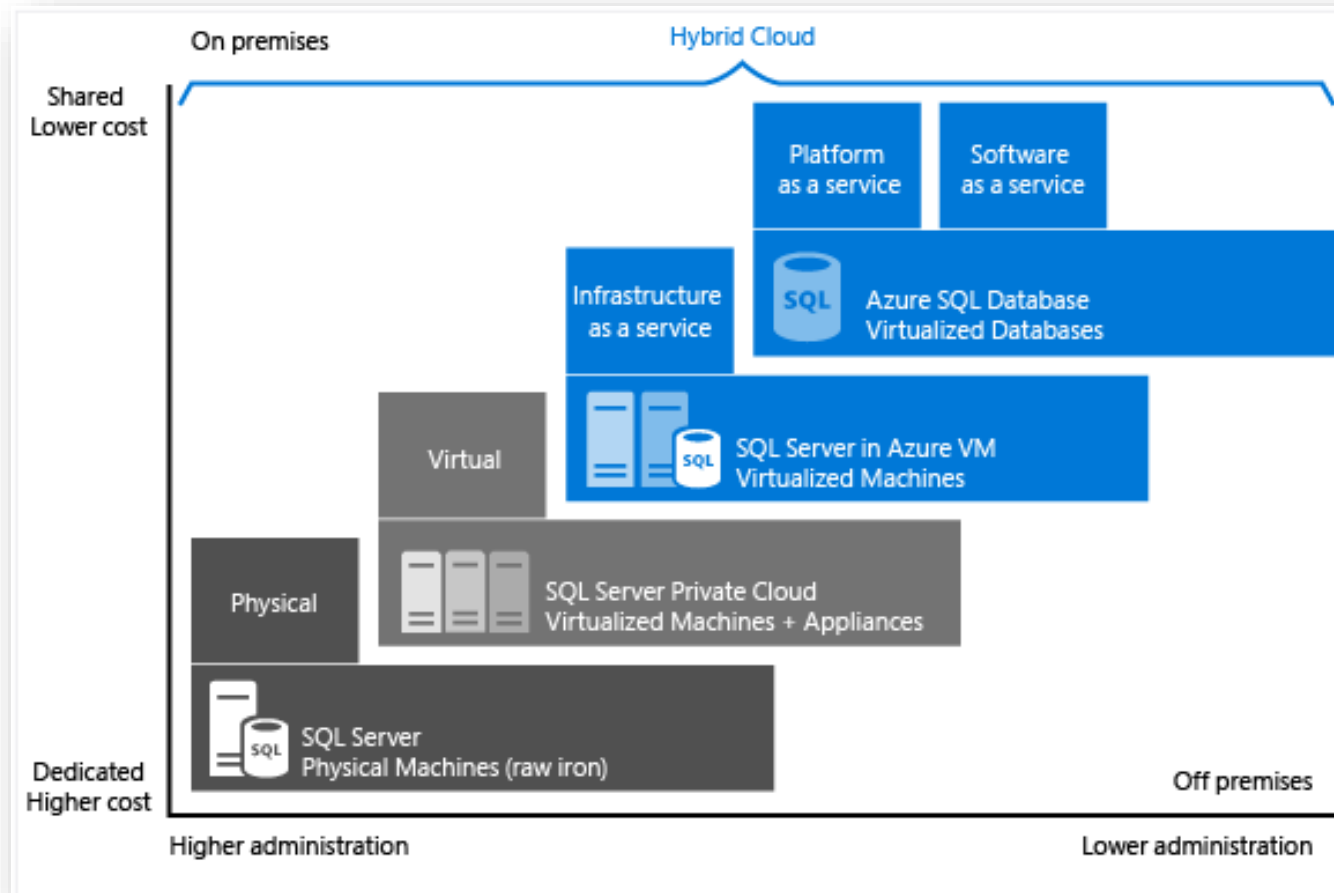 On premises
Hybrid Cloud
Shared
Lower cost
Platform
as a service
Software
as a service
SQL
Azure SQL Database
Virtualized Databases
Infrastructure
as a service
SQL
SQL Server in Azure VM
Virtualized Machines
Virtual
SQL Server Private Cloud
Virtualized Machines + Appliances
Physical
SQL
SQL Server
Physical Machines (raw iron)
Dedicated
Higher cost
Off premises
Higher administration
Lower administration